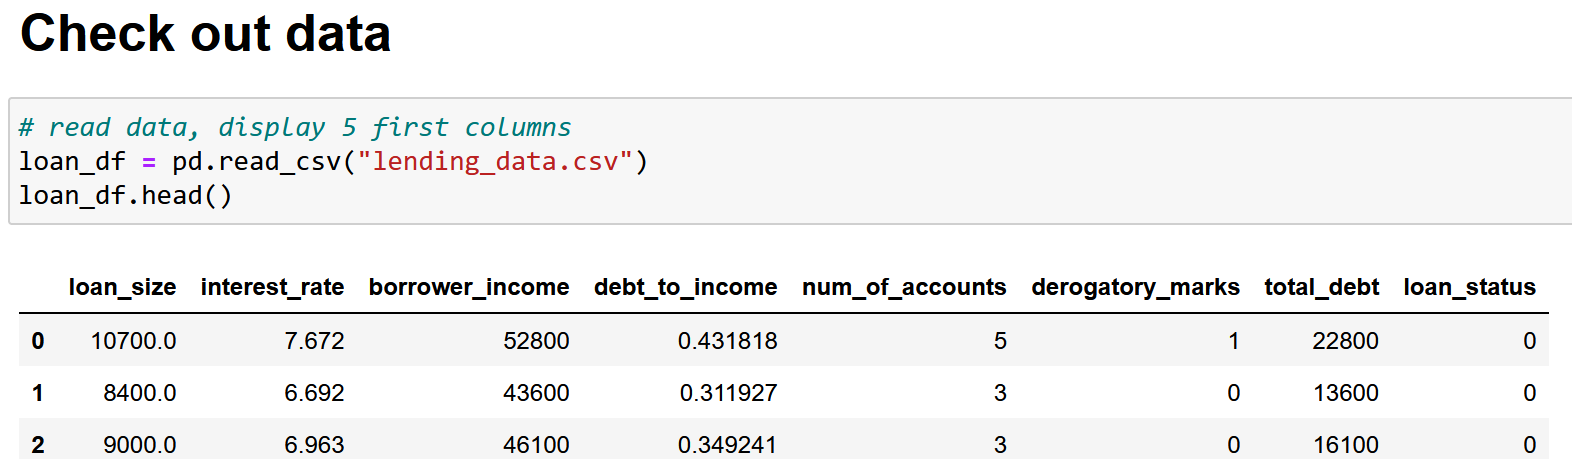 Check out data
# read data, display 5 first columns
loan_df = pd.read_csv("lending_data.csv")
loan_df.head()
loan_size interest_rate borrower_income debt_to_income num_of_accounts derogatory_marks total_debt loan_status
0 10700.0 7.672 52800 0.431818 5 1 22800 0
1 8400.0 6.692 43600 0.311927 3 0 13600 0
2 9000.0 6.963 46100 0.349241 3 0 16100 0